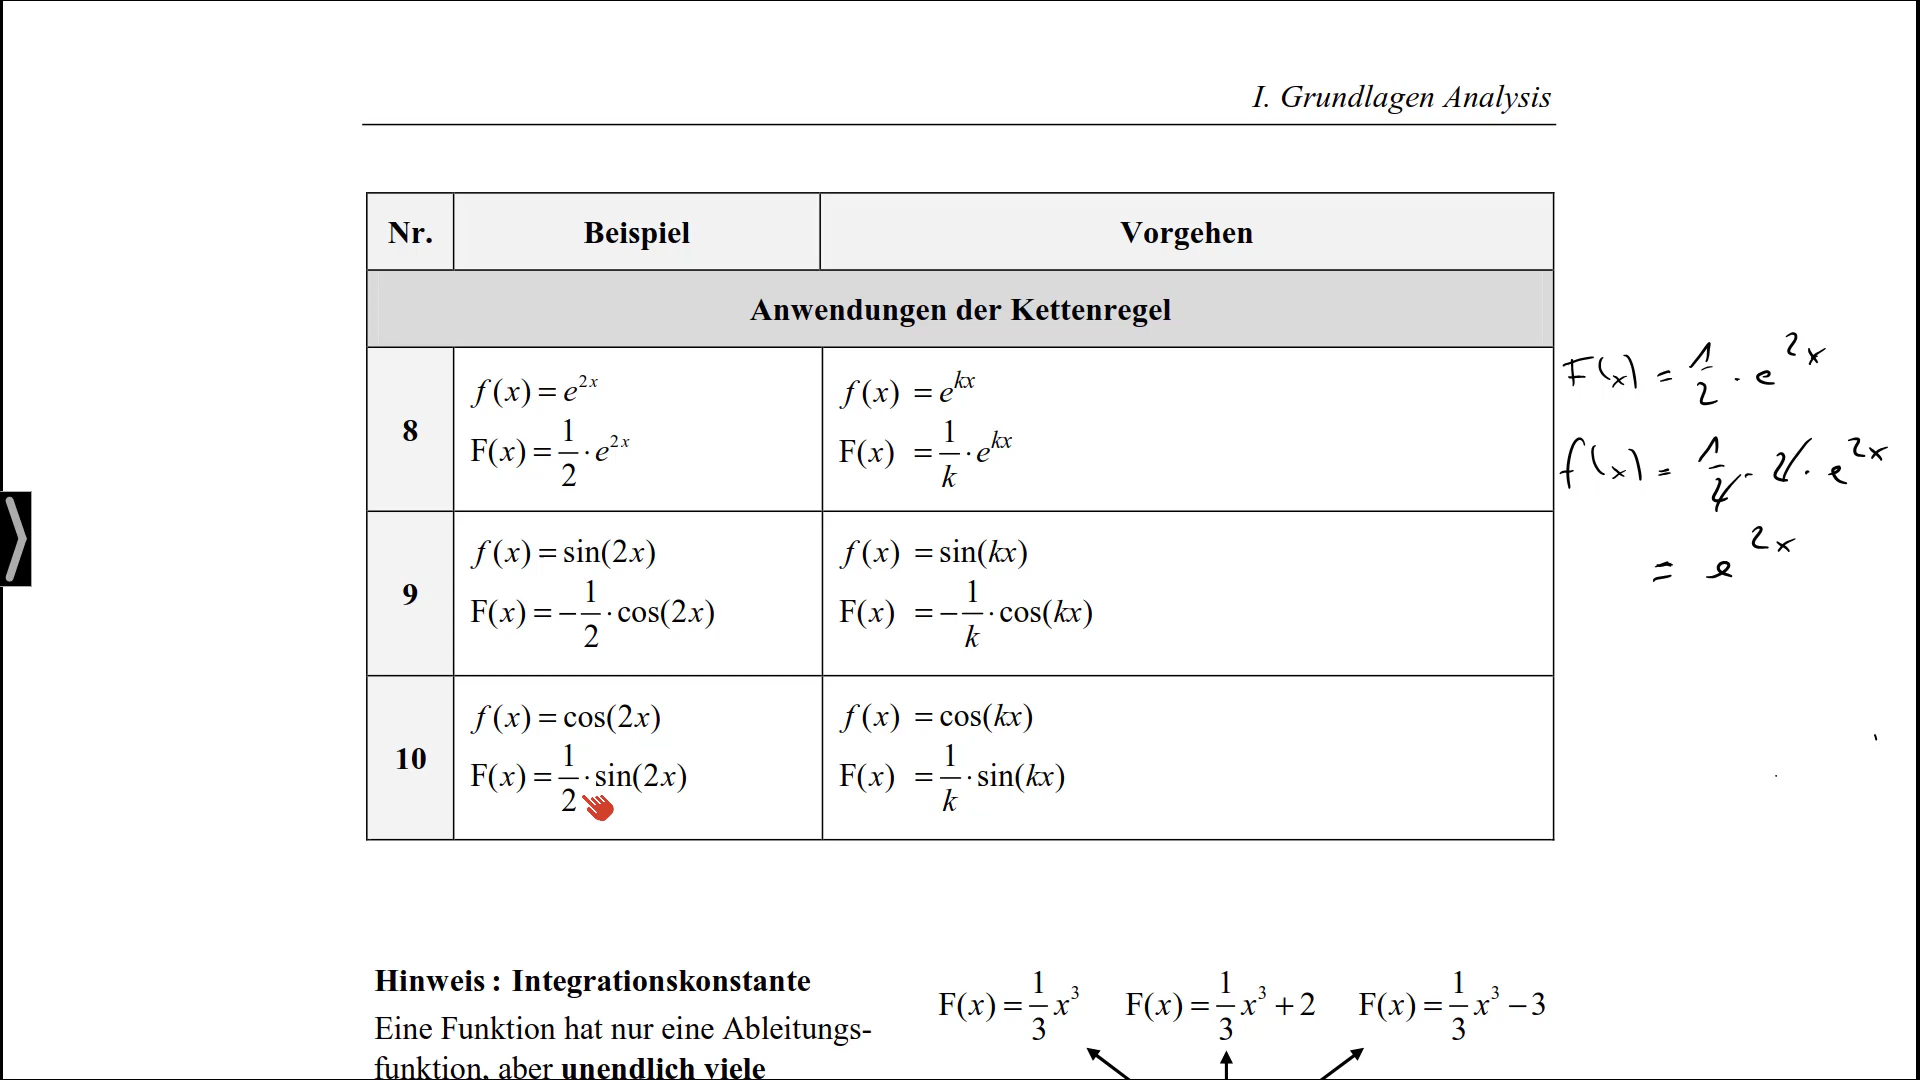 I. Grundlagen Analysis
Nr. Beispiel Vorgehen
Anwendungen der Kettenregel
8
f(x) = e^{2x}
F(x) = 1/2 · e^{2x}
f(x) = e^{kx}
F(x) = 1/k · e^{kx}
9
f(x) = sin(2x)
F(x) = −1/2 · cos(2x)
f(x) = sin(kx)
F(x) = −1/k · cos(kx)
10
f(x) = cos(2x)
F(x) = 1/2 · sin(2x)
f(x) = cos(kx)
F(x) = 1/k · sin(kx)
F(x) = 1/2 · e^{2x}
f(x) = 1/2 · 2 · e^{2x}
= e^{2x}
Hinweis : Integrationskonstante
Eine Funktion hat nur eine Ableitungs-
funktion, aber unendlich viele
F(x) = 1/3 x³ F(x) = 1/3 x³ + 2 F(x) = 1/3 x³ − 3